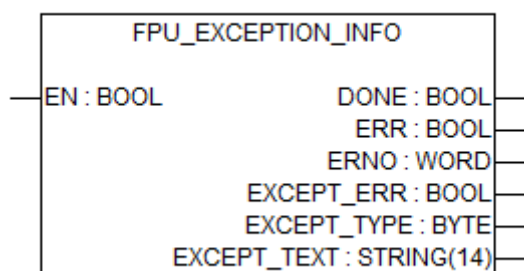 FPU_EXCEPTION_INFO
EN : BOOL DONE : BOOL
ERR : BOOL
ERNO : WORD
EXCEPT_ERR : BOOL
EXCEPT_TYPE : BYTE
EXCEPT_TEXT : STRING(14)